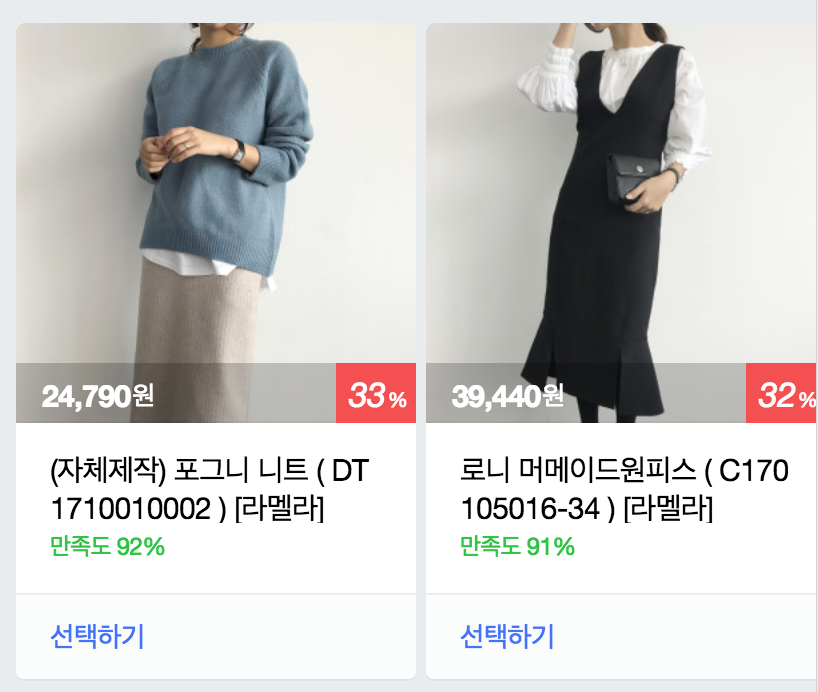 24,790원
33%
(자체제작) 포그니 니트 ( DT
1710010002 ) [라멜라]
만족도 92%
선택하기
39,440원
32%
로니 머메이드원피스 ( C170
105016-34 ) [라멜라]
만족도 91%
선택하기